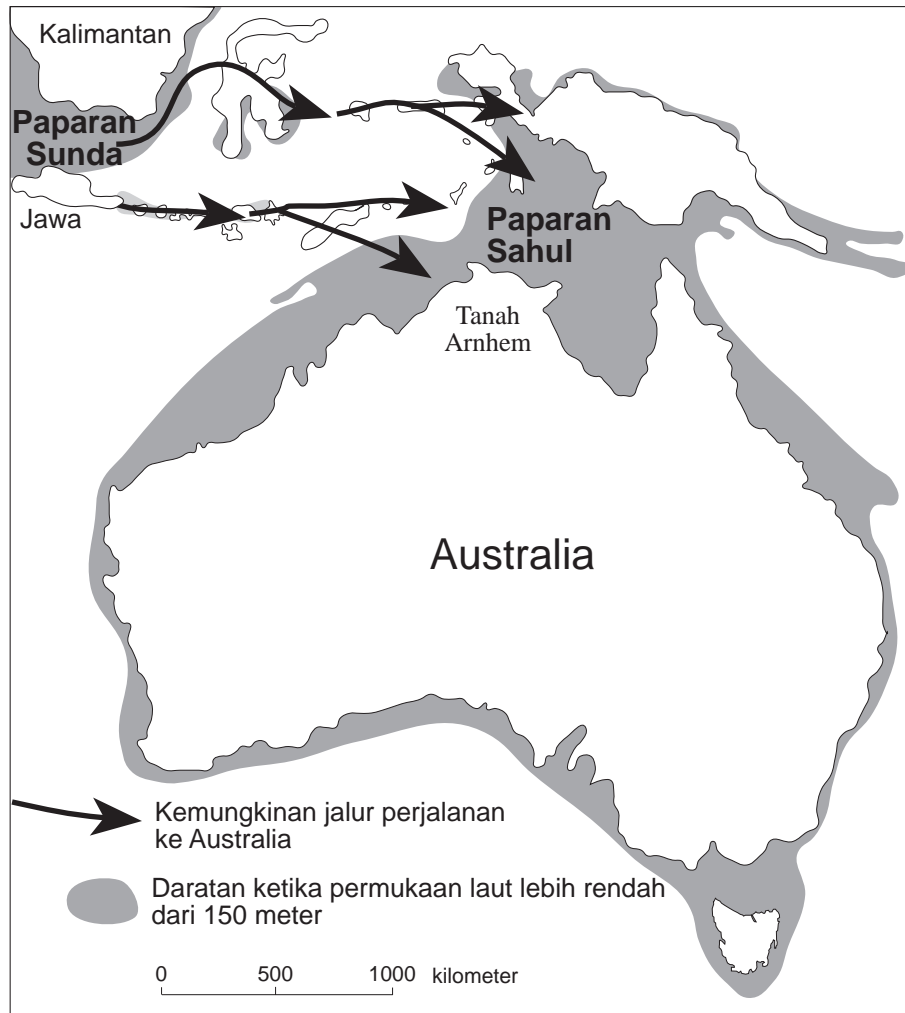 Kalimantan
Paparan
Sunda
Jawa
Paparan
Sahul
Tanah
Arnhem
Australia
Kemungkinan jalur perjalanan
ke Australia
Daratan ketika permukaan laut lebih rendah
dari 150 meter
0 500 1000 kilometer